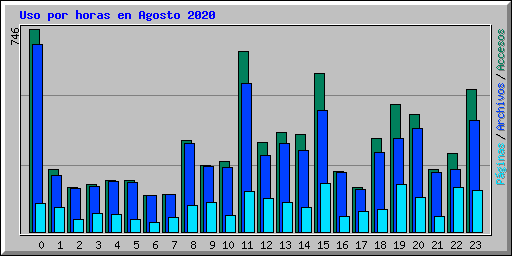 Uso por horas en Agosto 2020
746
0 1 2 3 4 5 6 7 8 9 10 11 12 13 14 15 16 17 18 19 20 21 22 23
Páginas / Archivos / Accesos